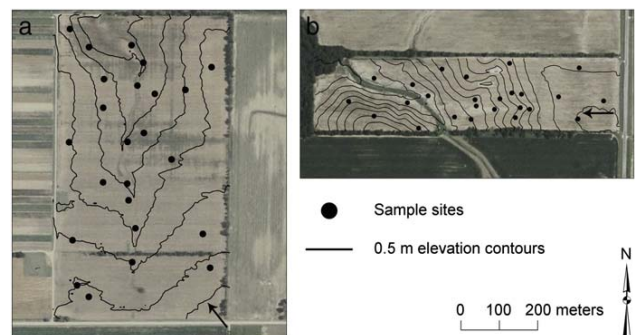 a
b
Sample sites
0.5 m elevation contours
N
0 100 200 meters